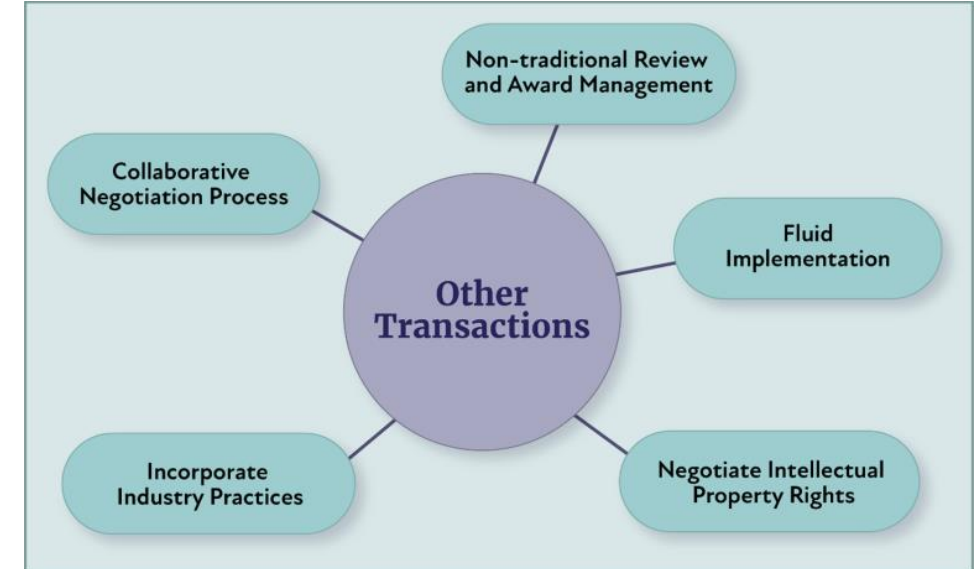 Non-traditional Review
and Award Management
Collaborative
Negotiation Process
Fluid
Implementation
Other
Transactions
Incorporate
Industry Practices
Negotiate Intellectual
Property Rights